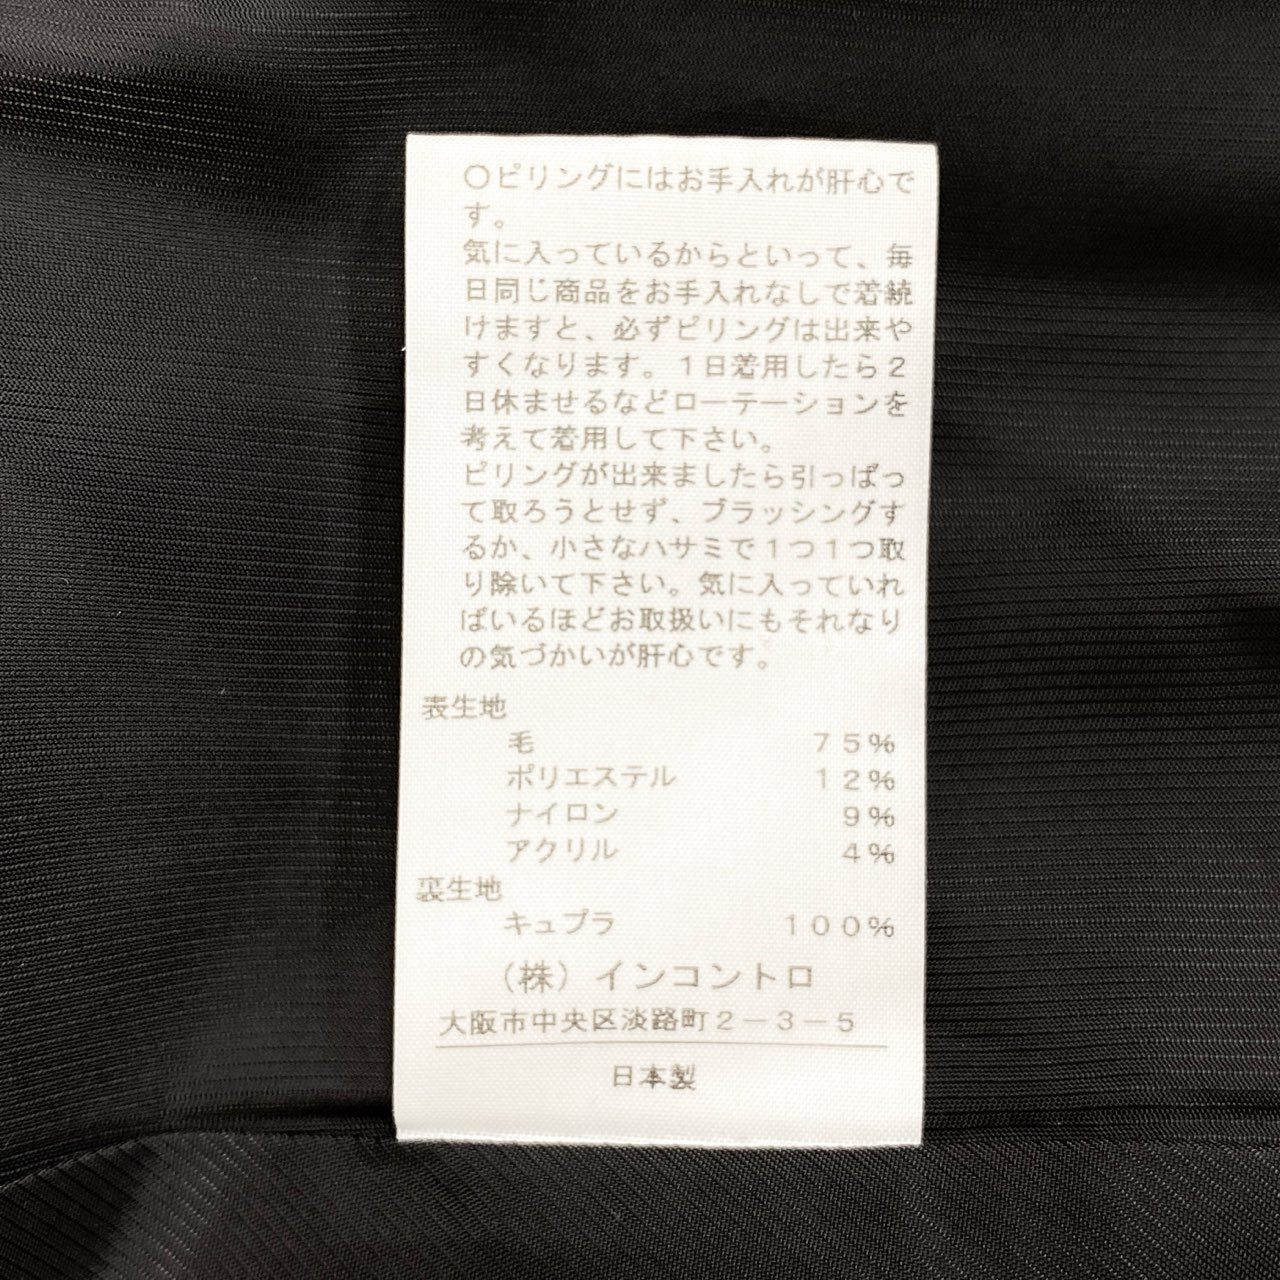 ○ピリングにはお手入れが肝心で
す。
気に入っているからといって、毎
日同じ商品をお手入れなしで着続
けますと、必ずピリングは出来や
すくなります。１日着用したら２
日休ませるなどローテーションを
考えて着用して下さい。
ピリングが出来ましたら引っぱっ
て取ろうとせず、ブラッシングす
るか、小さなハサミで１つ１つ取
り除いて下さい。気に入っていれ
ばいるほどお取扱いにもそれなり
の気づかいが肝心です。
表生地
毛 ７５％
ポリエステル １２％
ナイロン ９％
アクリル ４％
裏生地
キュプラ １００％
（株）インコントロ
大阪市中央区淡路町２－３－５
日本製